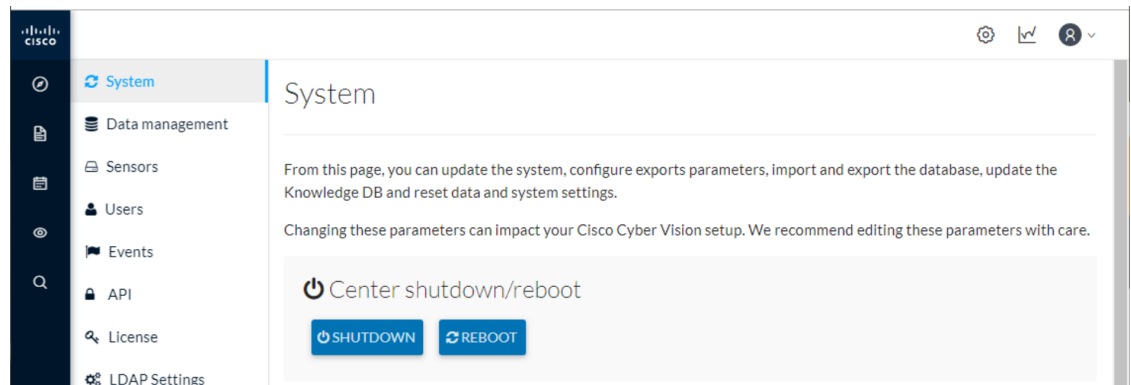 cisco
System
Data management
Sensors
Users
Events
API
License
LDAP Settings
System
From this page, you can update the system, configure exports parameters, import and export the database, update the
Knowledge DB and reset data and system settings.
Changing these parameters can impact your Cisco Cyber Vision setup. We recommend editing these parameters with care.
Center shutdown/reboot
SHUTDOWN
REBOOT